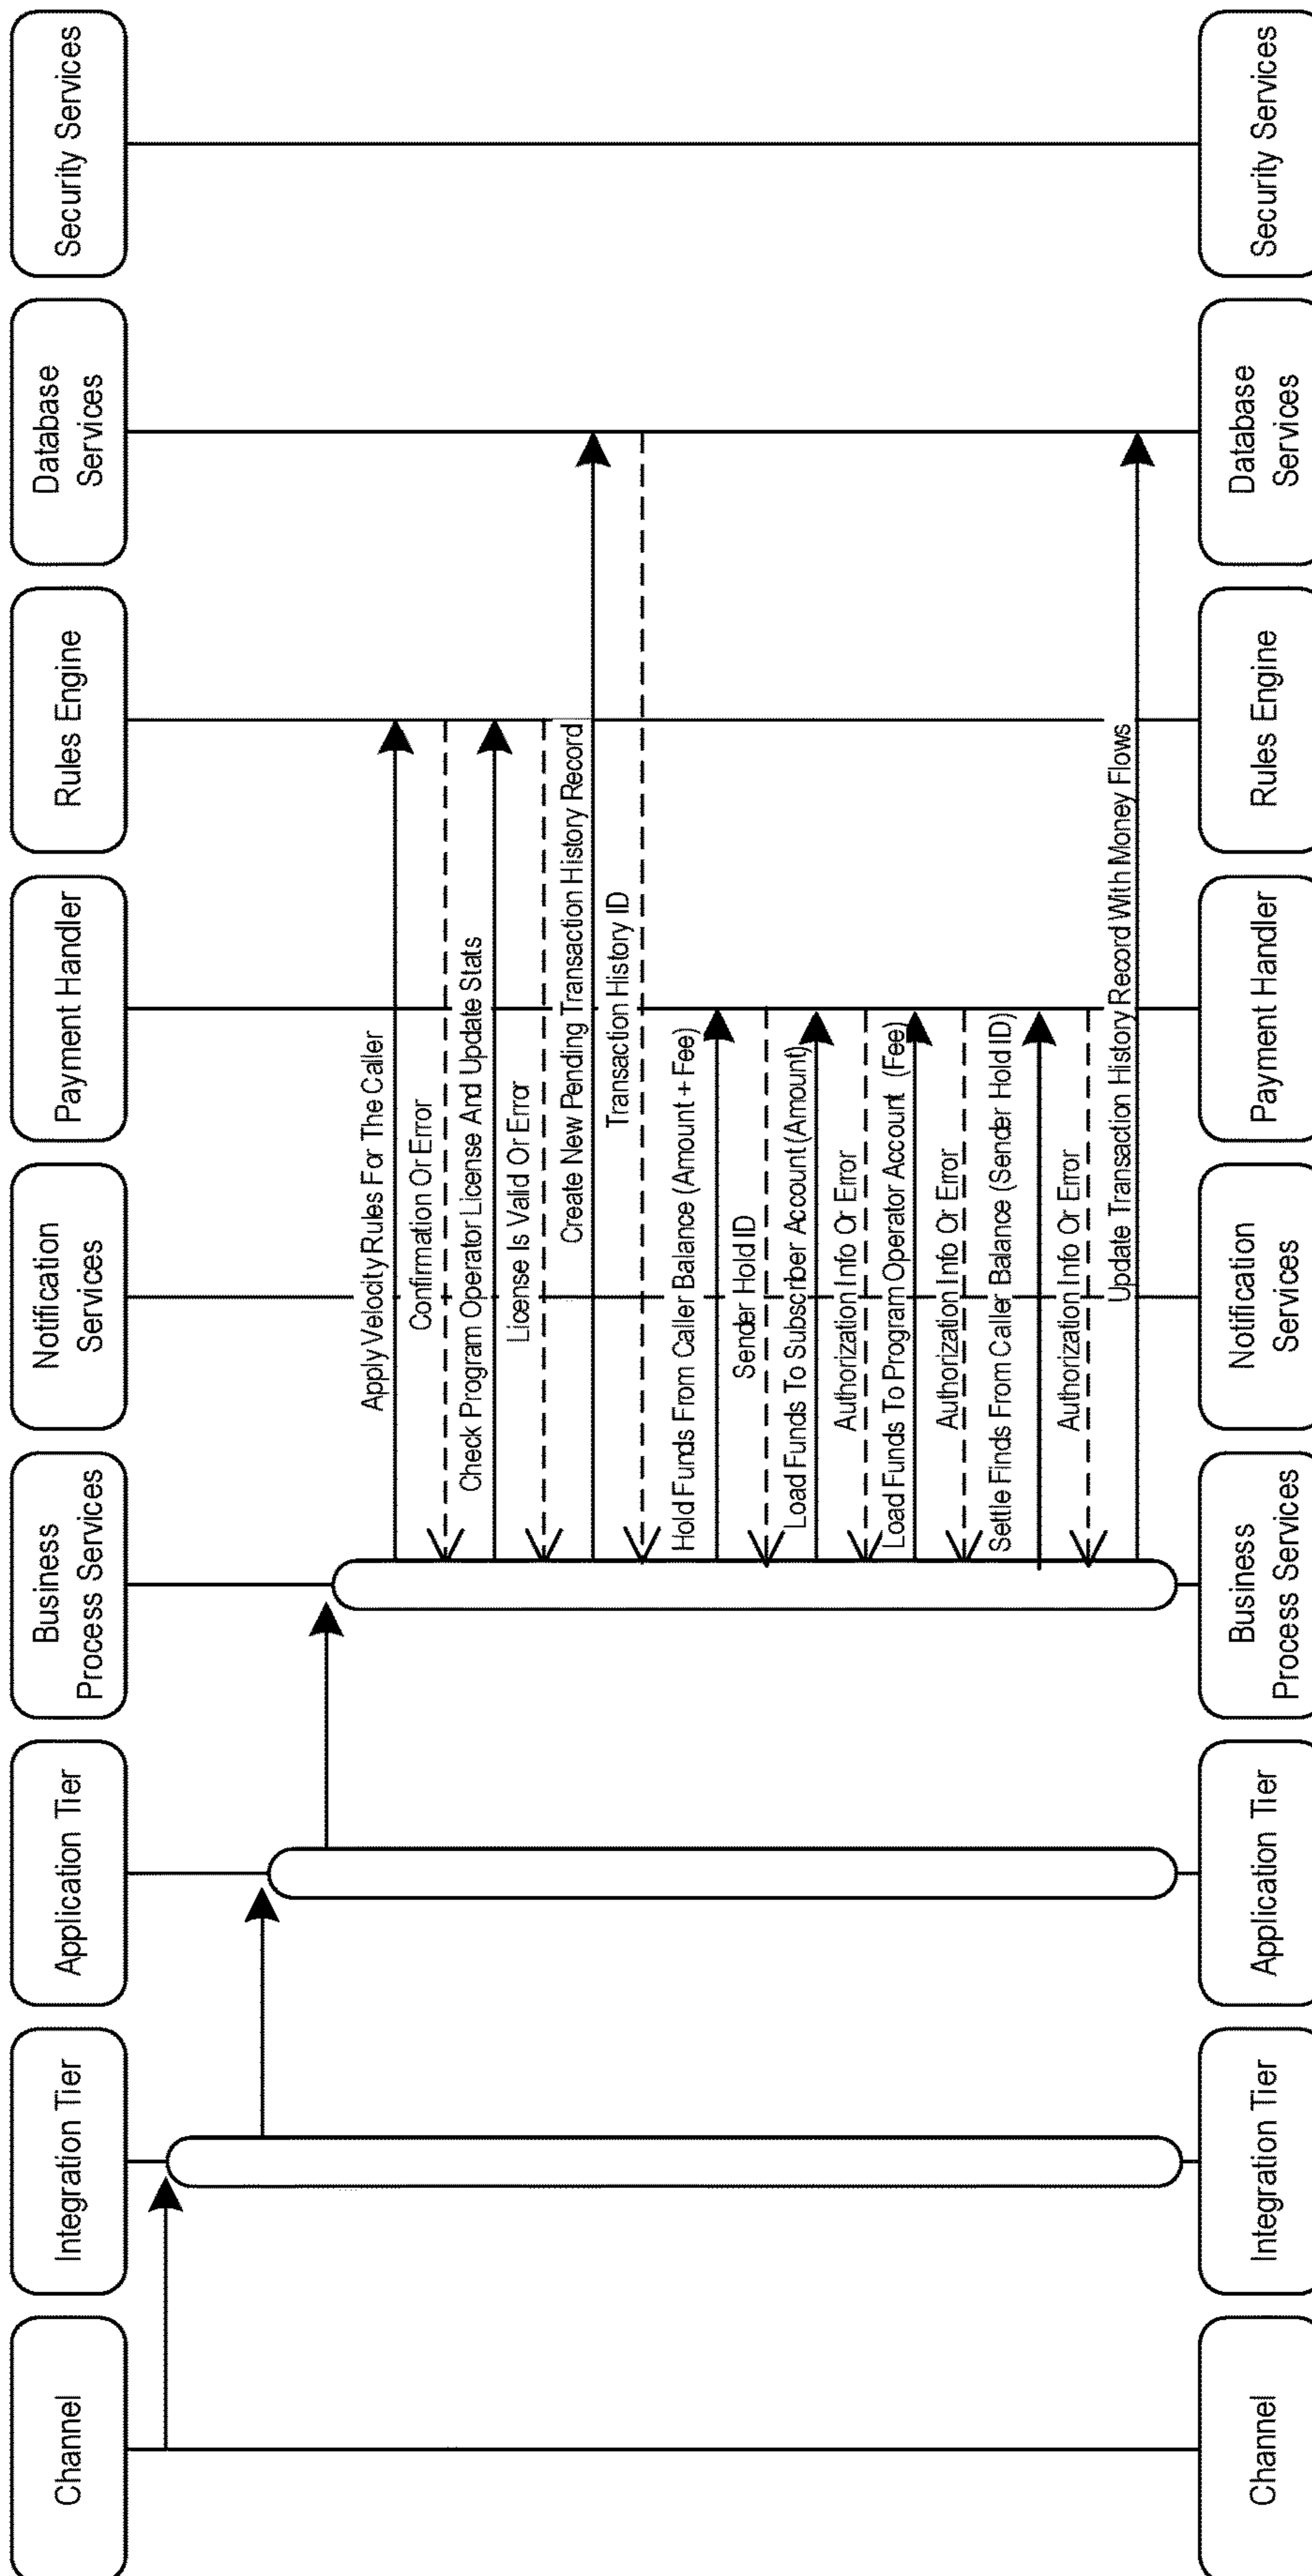 Channel
Integration Tier
Application Tier
Business
Process Services
Notification
Services
Payment Handler
Rules Engine
Database
Services
Security Services
Apply Velocity Rules For The Caller
Confirmation Or Error
Check Program Operator License And Update Stats
License Is Valid Or Error
Create New Pending Transaction History Record
Transaction History ID
Hold Funds From Caller Balance (Amount + Fee)
Sender Hold ID
Load Funds To Subscriber Account (Amount)
Authorization Info Or Error
Load Funds To Program Operator Account (Fee)
Authorization Info Or Error
Settle Finds From Caller Balance (Sender Hold ID)
Authorization Info Or Error
Update Transaction History Record With Money Flows
Channel
Integration Tier
Application Tier
Business
Process Services
Notification
Services
Payment Handler
Rules Engine
Database
Services
Security Services